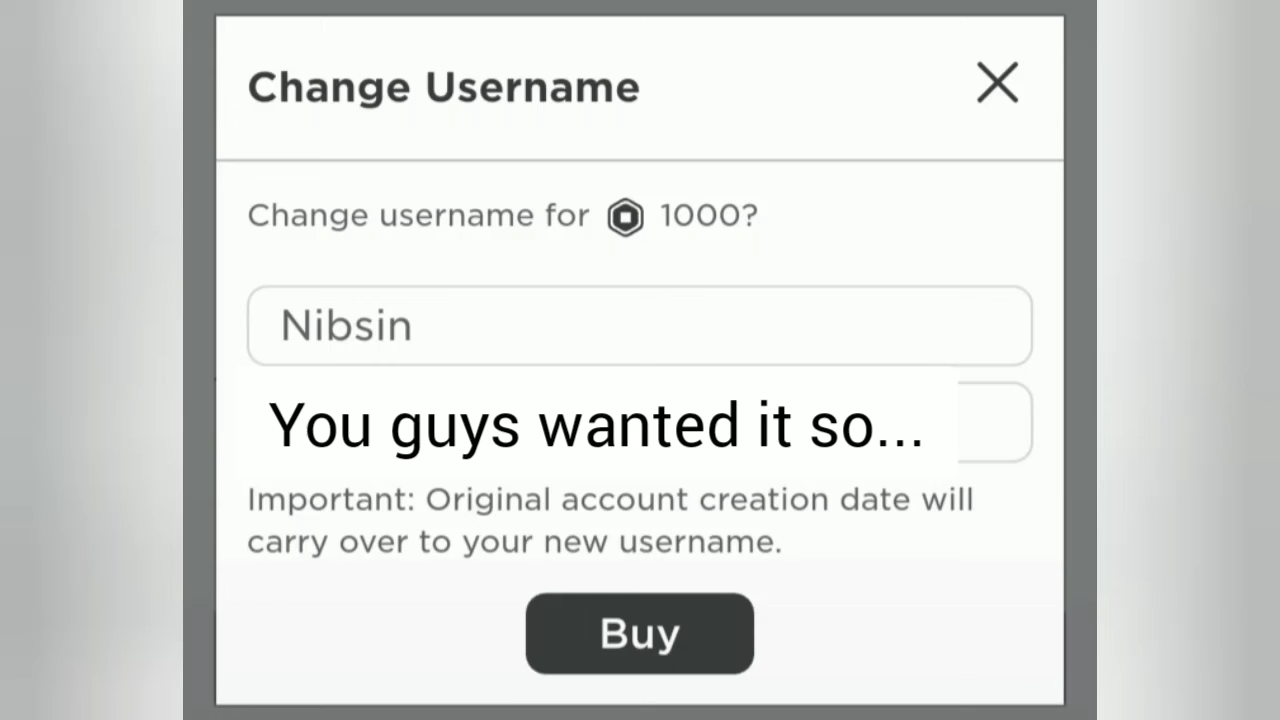 Change Username
Change username for 1000?
Nibsin
You guys wanted it so...
Important: Original account creation date will
carry over to your new username.
Buy